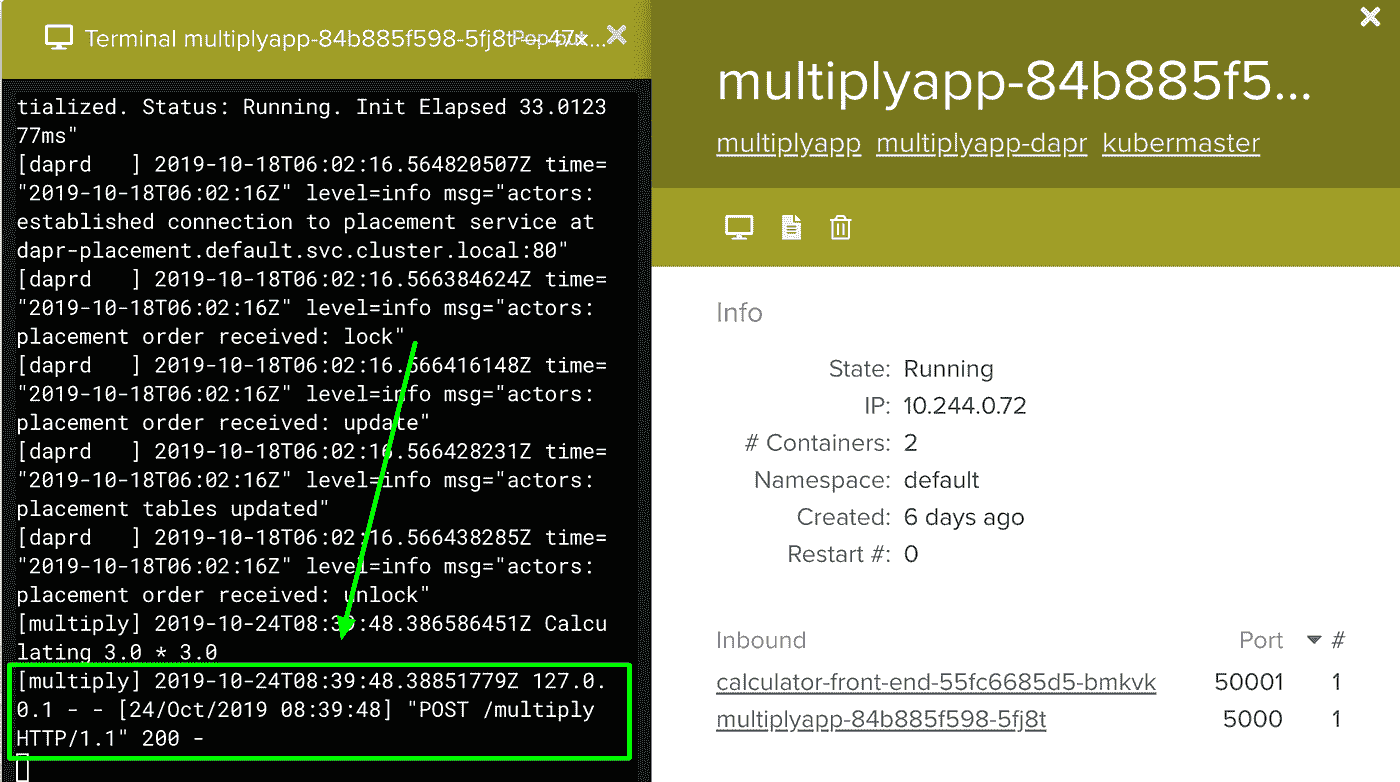 Terminal multiplyapp-84b885f598-5fj8t — 47x...
tialized. Status: Running. Init Elapsed 33.0123
77ms"
[daprd   ] 2019-10-18T06:02:16.564820507Z time=
"2019-10-18T06:02:16Z" level=info msg="actors:
established connection to placement service at
dapr-placement.default.svc.cluster.local:80"
[daprd   ] 2019-10-18T06:02:16.566384624Z time=
"2019-10-18T06:02:16Z" level=info msg="actors:
placement order received: lock"
[daprd   ] 2019-10-18T06:02:16.566416148Z time=
"2019-10-18T06:02:16Z" level=info msg="actors:
placement order received: update"
[daprd   ] 2019-10-18T06:02:16.566428231Z time=
"2019-10-18T06:02:16Z" level=info msg="actors:
placement tables updated"
[daprd   ] 2019-10-18T06:02:16.566438285Z time=
"2019-10-18T06:02:16Z" level=info msg="actors:
placement order received: unlock"
[multiply] 2019-10-24T08:39:48.386586451Z Calcu
lating 3.0 * 3.0
[multiply] 2019-10-24T08:39:48.38851779Z 127.0.
0.1 - - [24/Oct/2019 08:39:48] "POST /multiply
HTTP/1.1" 200 -
multiplyapp-84b885f5...
multiplyapp multiplyapp-dapr kubermaster
Info
State: Running
IP: 10.244.0.72
# Containers: 2
Namespace: default
Created: 6 days ago
Restart #: 0
Inbound Port #
calculator-front-end-55fc6685d5-bmkvk 50001 1
multiplyapp-84b885f598-5fj8t 5000 1